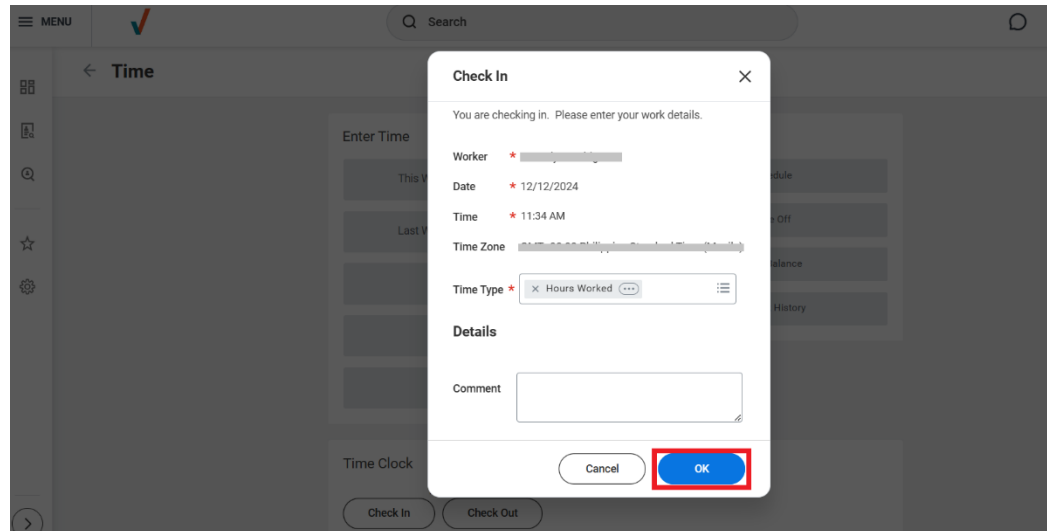 MENU
Search
Time
Check In
You are checking in. Please enter your work details.
Enter Time
Worker *
This W
Date * 12/12/2024
Time * 11:34 AM
Last W
Time Zone
Time Type * × Hours Worked
Details
Comment
Cancel
OK
Time Clock
Check In
Check Out
edule
Off
alance
History